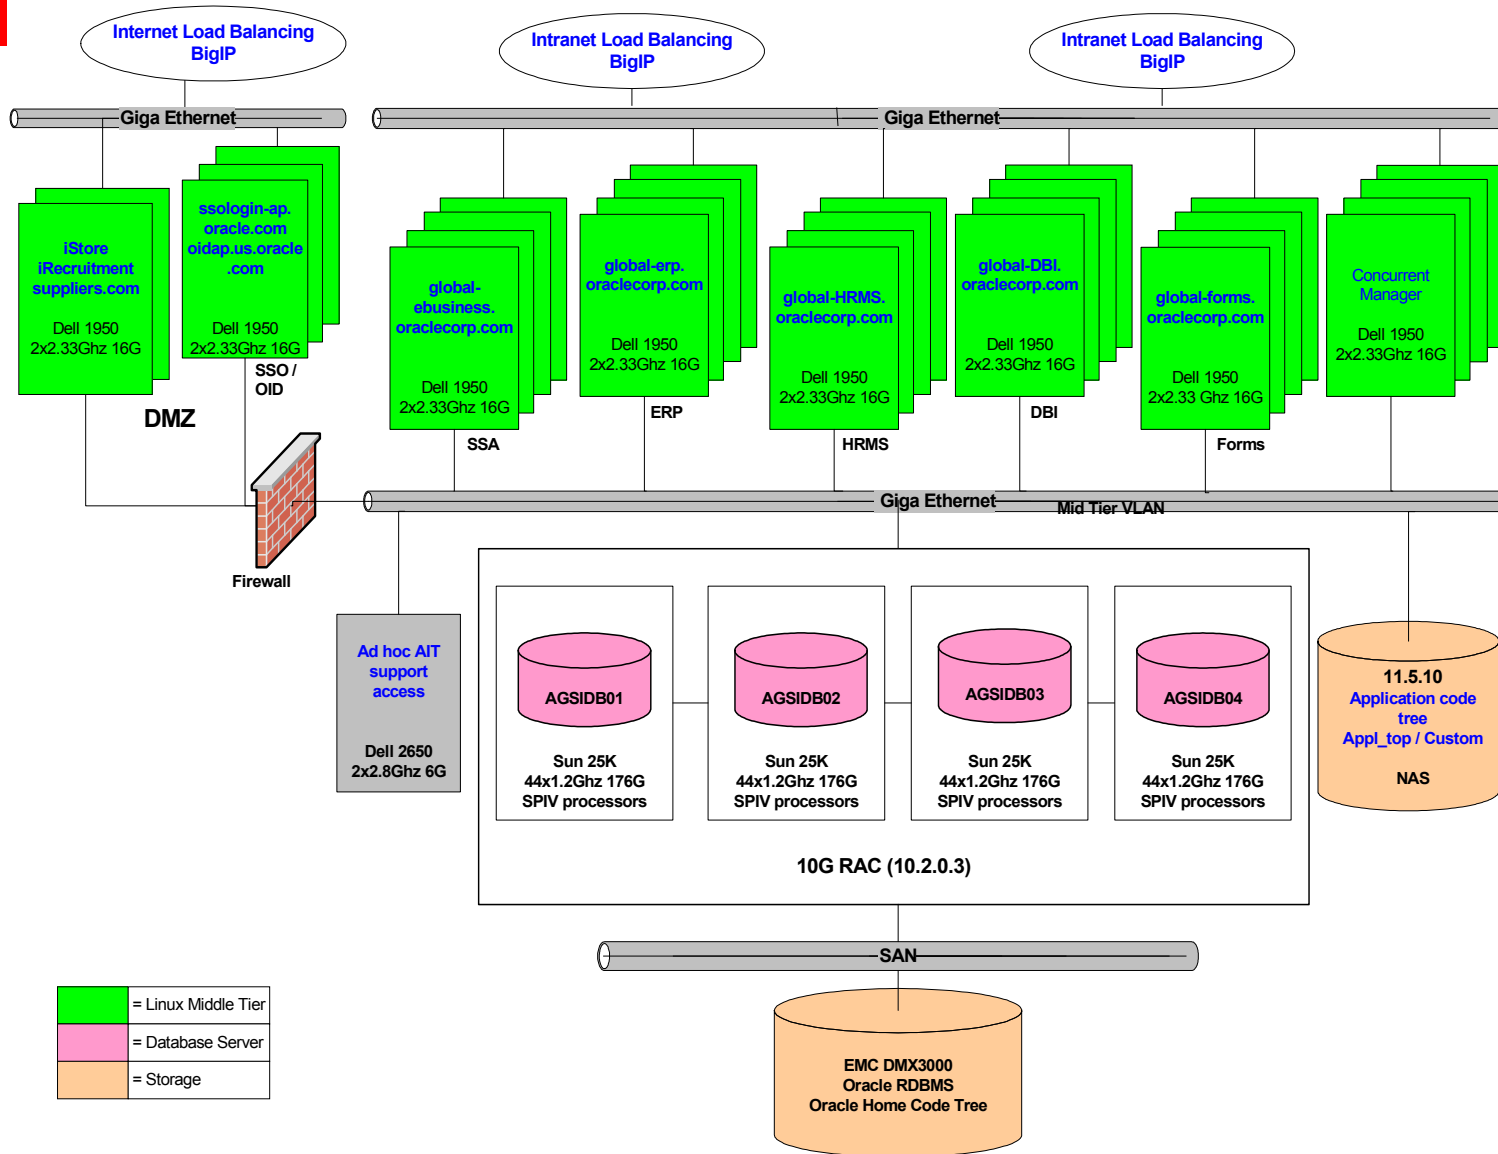 Internet Load Balancing
BigIP
Intranet Load Balancing
BigIP
Intranet Load Balancing
BigIP
Giga Ethernet
Giga Ethernet
iStore
iRecruitment
suppliers.com
Dell 1950
2x2.33Ghz 16G
ssologin-ap.
oracle.com
oidap.us.oracle
.com
Dell 1950
2x2.33Ghz 16G
SSO /
OID
DMZ
global-
ebusiness.
oraclecorp.com
Dell 1950
2x2.33Ghz 16G
SSA
global-erp.
oraclecorp.com
Dell 1950
2x2.33Ghz 16G
ERP
global-HRMS.
oraclecorp.com
Dell 1950
2x2.33Ghz 16G
HRMS
global-DBI.
oraclecorp.com
Dell 1950
2x2.33Ghz 16G
DBI
global-forms.
oraclecorp.com
Dell 1950
2x2.33 Ghz 16G
Forms
Concurrent
Manager
Dell 1950
2x2.33Ghz 16G
Firewall
Giga Ethernet
Mid Tier VLAN
Ad hoc AIT
support
access
Dell 2650
2x2.8Ghz 6G
AGSIDB01
Sun 25K
44x1.2Ghz 176G
SPIV processors
AGSIDB02
Sun 25K
44x1.2Ghz 176G
SPIV processors
AGSIDB03
Sun 25K
44x1.2Ghz 176G
SPIV processors
AGSIDB04
Sun 25K
44x1.2Ghz 176G
SPIV processors
11.5.10
Application code
tree
Appl_top / Custom
NAS
10G RAC (10.2.0.3)
SAN
EMC DMX3000
Oracle RDBMS
Oracle Home Code Tree
= Linux Middle Tier
= Database Server
= Storage